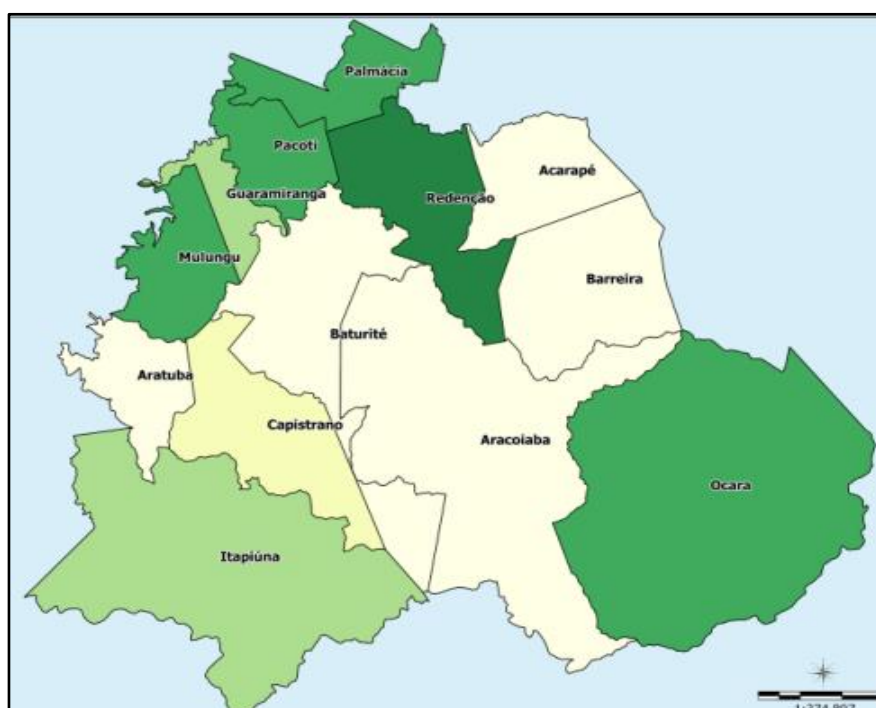 Palmácia
Pacoti
Acarapé
Guaramiranga
Redenção
Mulungu
Barreira
Baturité
Aratuba
Capistrano
Aracoiaba
Ocara
Itapiúna